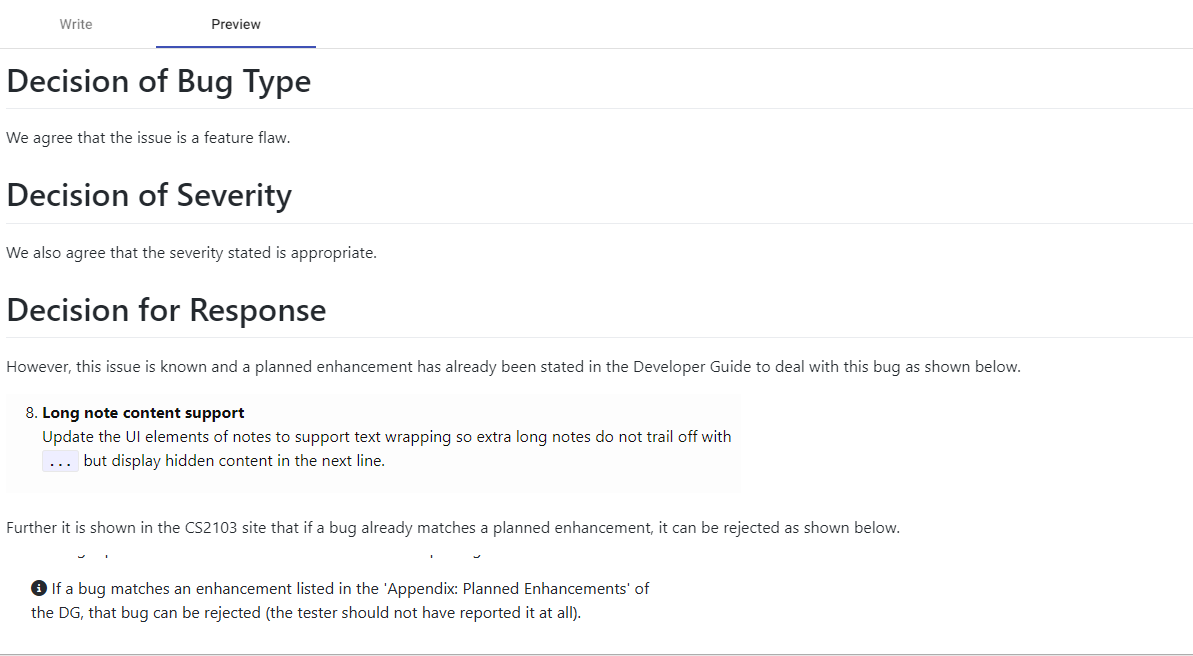 Write
Preview
Decision of Bug Type
We agree that the issue is a feature flaw.
Decision of Severity
We also agree that the severity stated is appropriate.
Decision for Response
However, this issue is known and a planned enhancement has already been stated in the Developer Guide to deal with this bug as shown below.
8. Long note content support
Update the UI elements of notes to support text wrapping so extra long notes do not trail off with
... but display hidden content in the next line.
Further it is shown in the CS2103 site that if a bug already matches a planned enhancement, it can be rejected as shown below.
If a bug matches an enhancement listed in the 'Appendix: Planned Enhancements' of
the DG, that bug can be rejected (the tester should not have reported it at all).